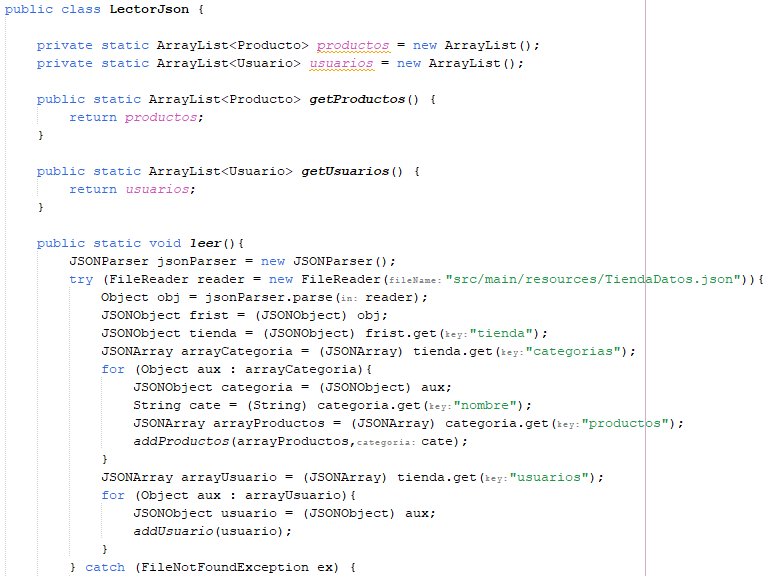 public class LectorJson {
private static ArrayList<Producto> productos = new ArrayList();
private static ArrayList<Usuario> usuarios = new ArrayList();
public static ArrayList<Producto> getProductos() {
return productos;
}
public static ArrayList<Usuario> getUsuarios() {
return usuarios;
}
public static void leer(){
JSONParser jsonParser = new JSONParser();
try (FileReader reader = new FileReader(fileName: "src/main/resources/TiendaDatos.json")){
Object obj = jsonParser.parse(in: reader);
JSONObject frist = (JSONObject) obj;
JSONObject tienda = (JSONObject) frist.get(key:"tienda");
JSONArray arrayCategoria = (JSONArray) tienda.get(key:"categorias");
for (Object aux : arrayCategoria){
JSONObject categoria = (JSONObject) aux;
String cate = (String) categoria.get(key:"nombre");
JSONArray arrayProductos = (JSONArray) categoria.get(key:"productos");
addProductos(arrayProductos,categoria: cate);
}
JSONArray arrayUsuario = (JSONArray) tienda.get(key:"usuarios");
for (Object aux : arrayUsuario){
JSONObject usuario = (JSONObject) aux;
addUsuario(usuario);
}
} catch (FileNotFoundException ex) {